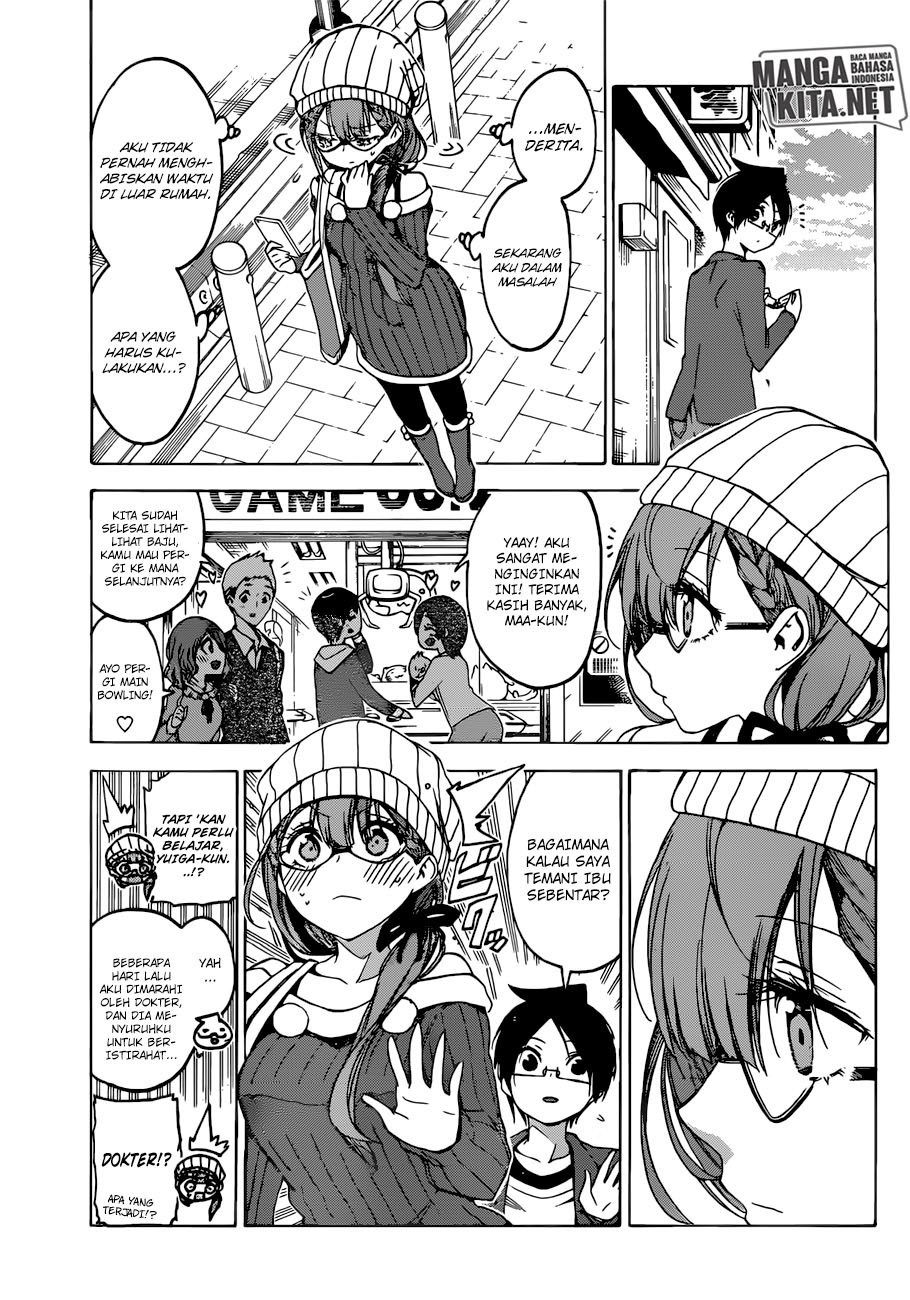 MANGA
BACA MANGA
BAHASA
INDONESIA
KITA.NET
...MEN-
DERITA.
SEKARANG
AKU DALAM
MASALAH
AKU TIDAK
PERNAH MENGH-
ABISKAN WAKTU
DI LUAR RUMAH.
APA YANG
HARUS KU-
LAKUKAN...?
GAME
YAAY! AKU
SANGAT ME-
NGINGINKAN
INI! TERIMA
KASIH BANYAK,
MAA-KUN!
KITA SUDAH
SELESAI LIHAT-
LIHAT BAJU,
KAMU MAU PER-
GI KE MANA
SELANJUTNYA?
AYO PER-
GI MAIN
BOWLING!
♡
BAGAIMANA
KALAU SAYA
TEMANI IBU
SEBENTAR?
TAPI 'KAN
KAMU PERLU
BELAJAR,
YUIGA-KUN.
..!?
YAH
...
BEBERAPA
HARI LALU
AKU DIMARAHI
OLEH DOKTER,
DAN DIA ME-
NYURUHKU
UNTUK BER-
ISTIRAHAT...
DOKTER!?
APA YANG
TERJADI!?